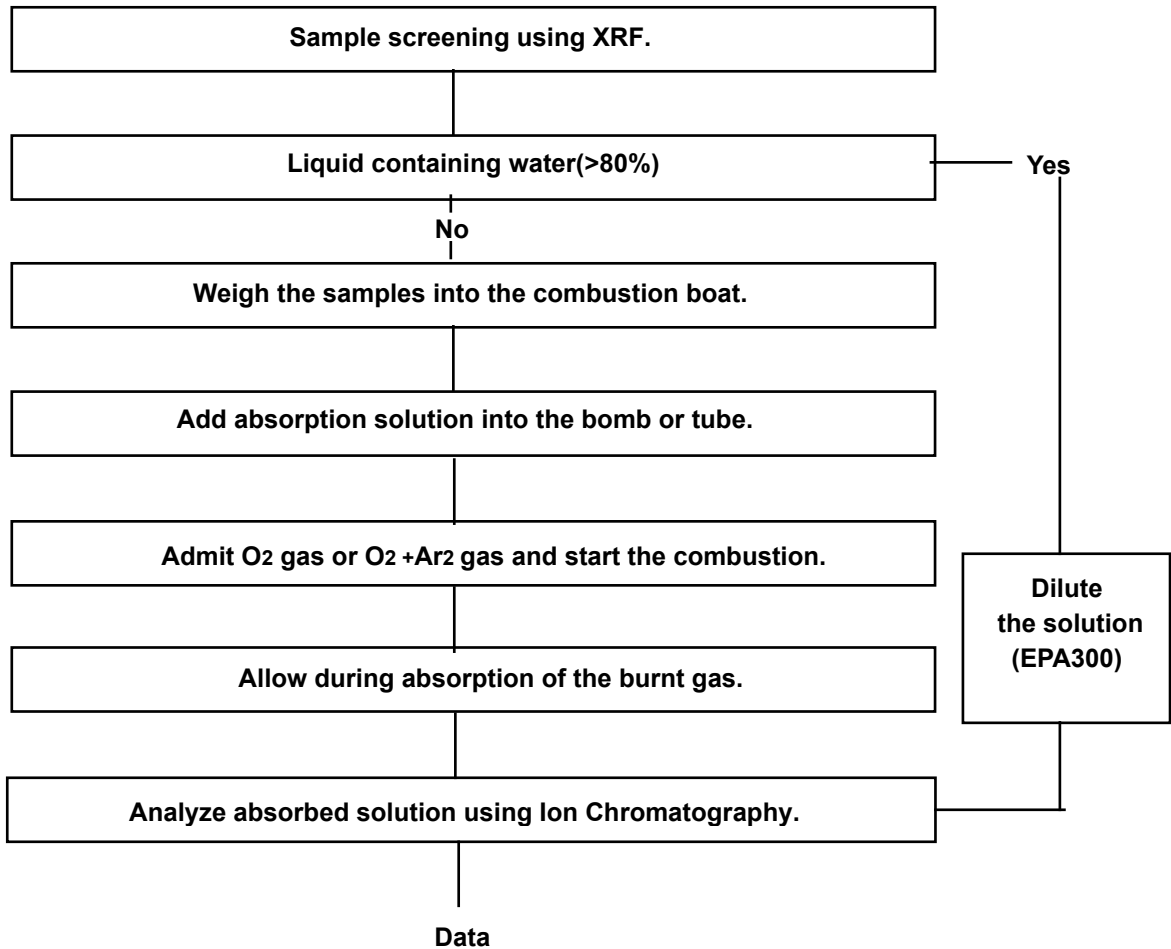 Sample screening using XRF.
Liquid containing water(>80%)
Yes
No
Weigh the samples into the combustion boat.
Add absorption solution into the bomb or tube.
Admit O2 gas or O2 +Ar2 gas and start the combustion.
Dilute
the solution
(EPA300)
Allow during absorption of the burnt gas.
Analyze absorbed solution using Ion Chromatography.
Data